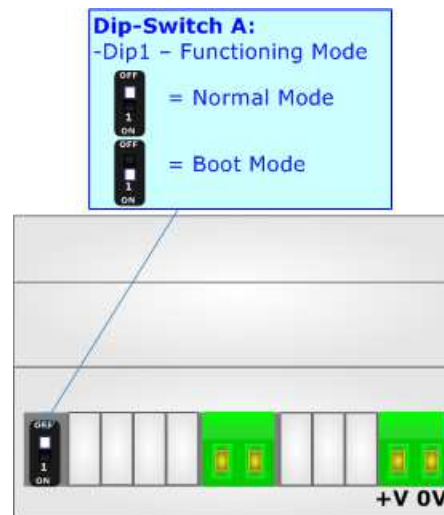 Dip-Switch A:
-Dip1 – Functioning Mode
OFF
= Normal Mode
1
ON
OFF
= Boot Mode
1
ON
OFF
1
ON
+V 0V